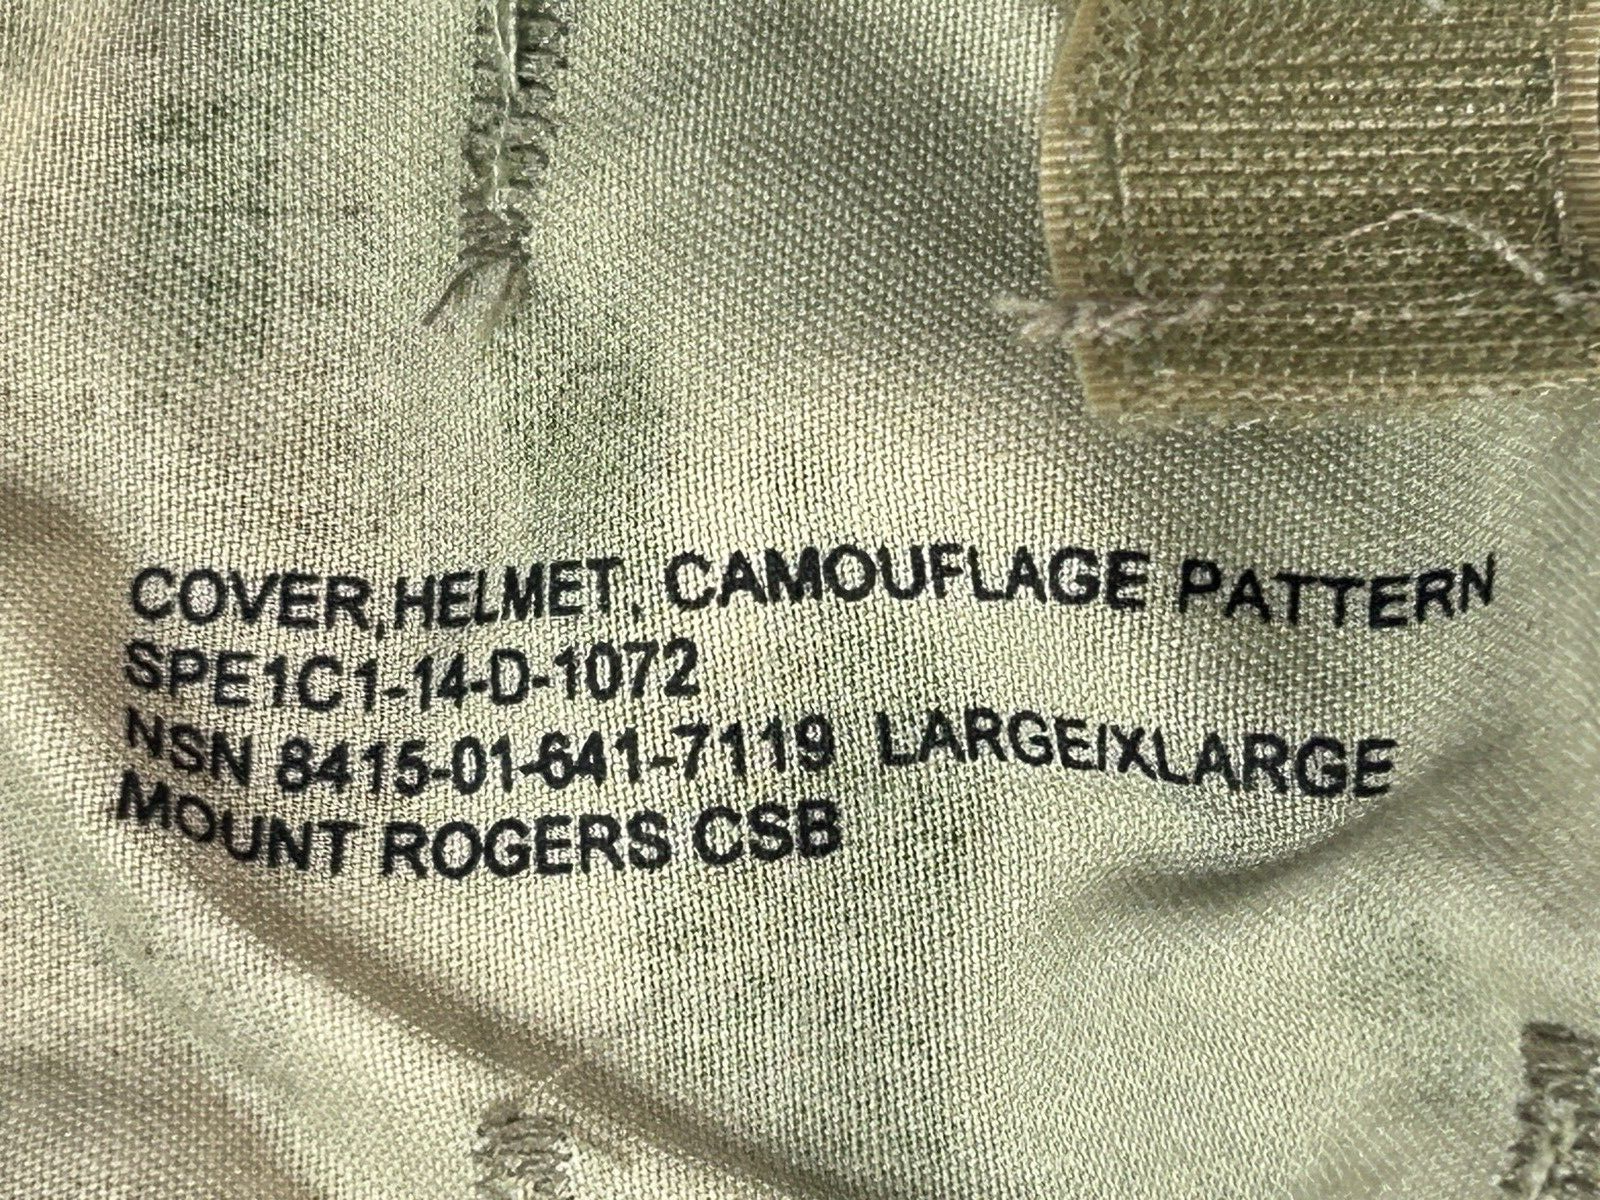 COVER,HELMET, CAMOUFLAGE PATTERN
SPE1C1-14-D-1072
NSN 8415-01-641-7119 LARGE/XLARGE
MOUNT ROGERS CSB